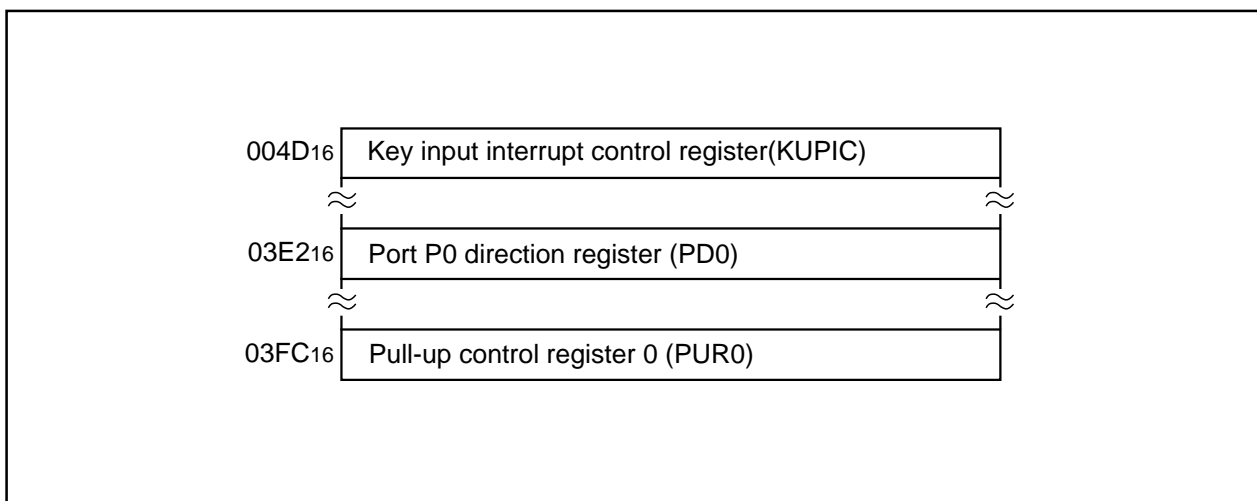 004D16 Key input interrupt control register(KUPIC)
03E216 Port P0 direction register (PD0)
03FC16 Pull-up control register 0 (PUR0)